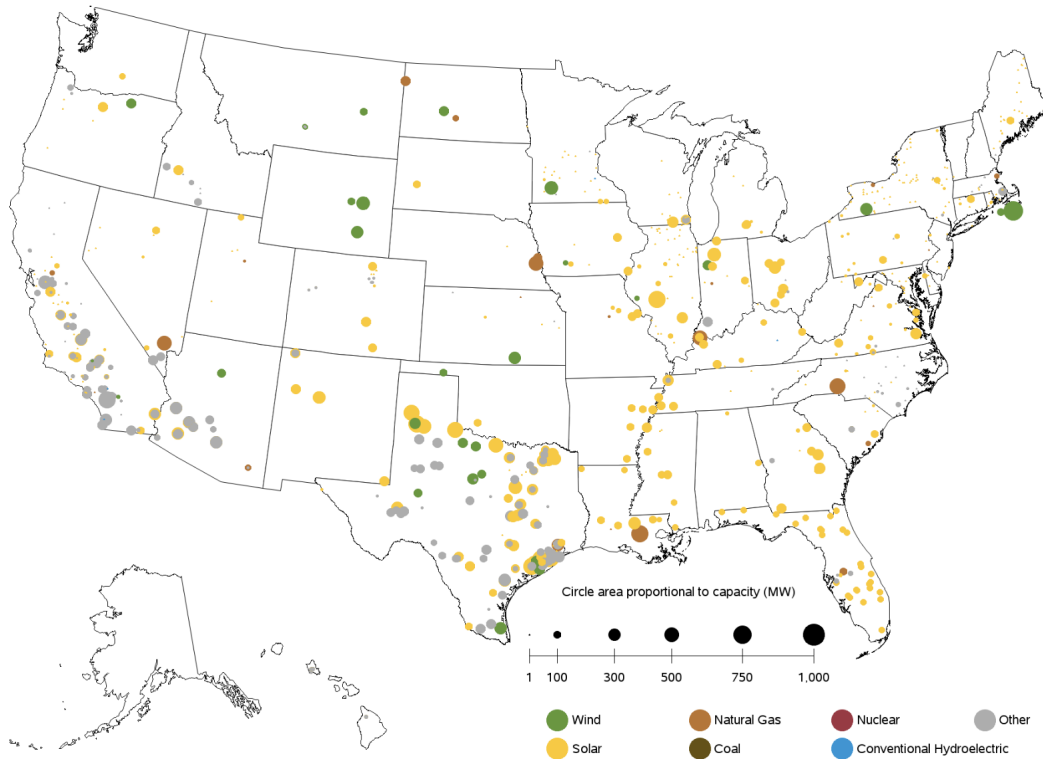 Circle area proportional to capacity (MW)
1 100 300 500 750 1,000
Wind Natural Gas Nuclear Other
Solar Coal Conventional Hydroelectric